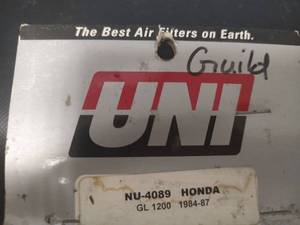 The Best Air Filters on Earth.
Guild
UNI
NU-4089 HONDA
GL 1200 1984-87